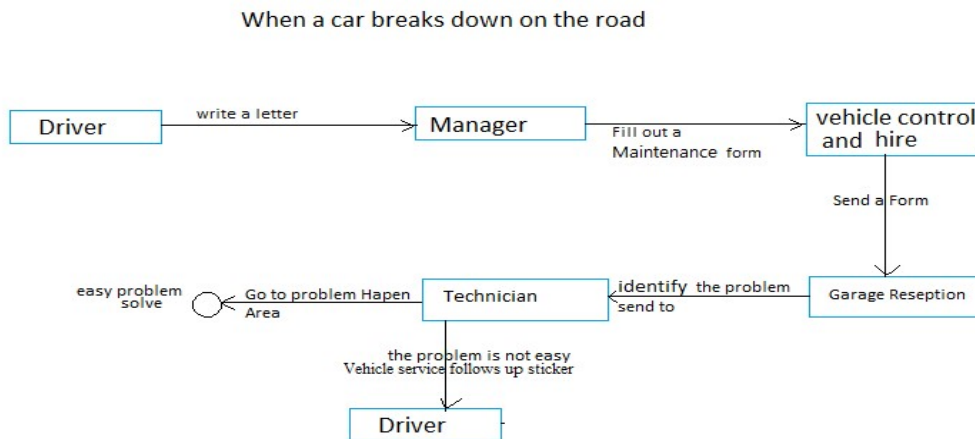 When a car breaks down on the road
Driver
write a letter
Manager
Fill out a
Maintenance form
vehicle control
and hire
Send a Form
easy problem
solve
Go to problem Hapen
Area
Technician
identify the problem
send to
Garage Reseption
the problem is not easy
Vehicle service follows up sticker
Driver